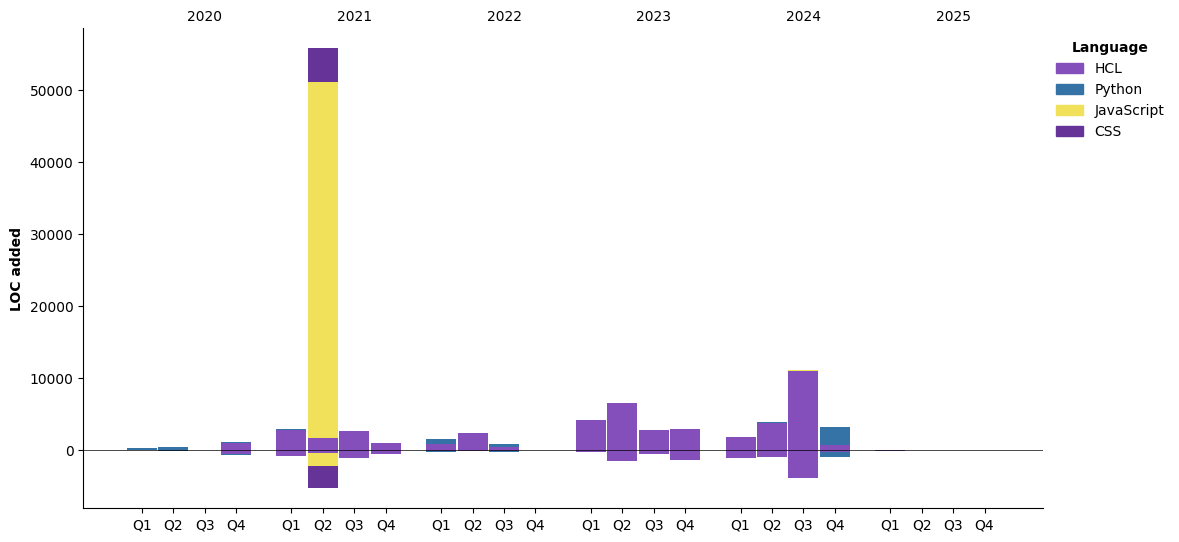 2020 2021 2022 2023 2024 2025
Language
HCL
Python
JavaScript
CSS
LOC added
50000
40000
30000
20000
10000
0
Q1 Q2 Q3 Q4 Q1 Q2 Q3 Q4 Q1 Q2 Q3 Q4 Q1 Q2 Q3 Q4 Q1 Q2 Q3 Q4 Q1 Q2 Q3 Q4